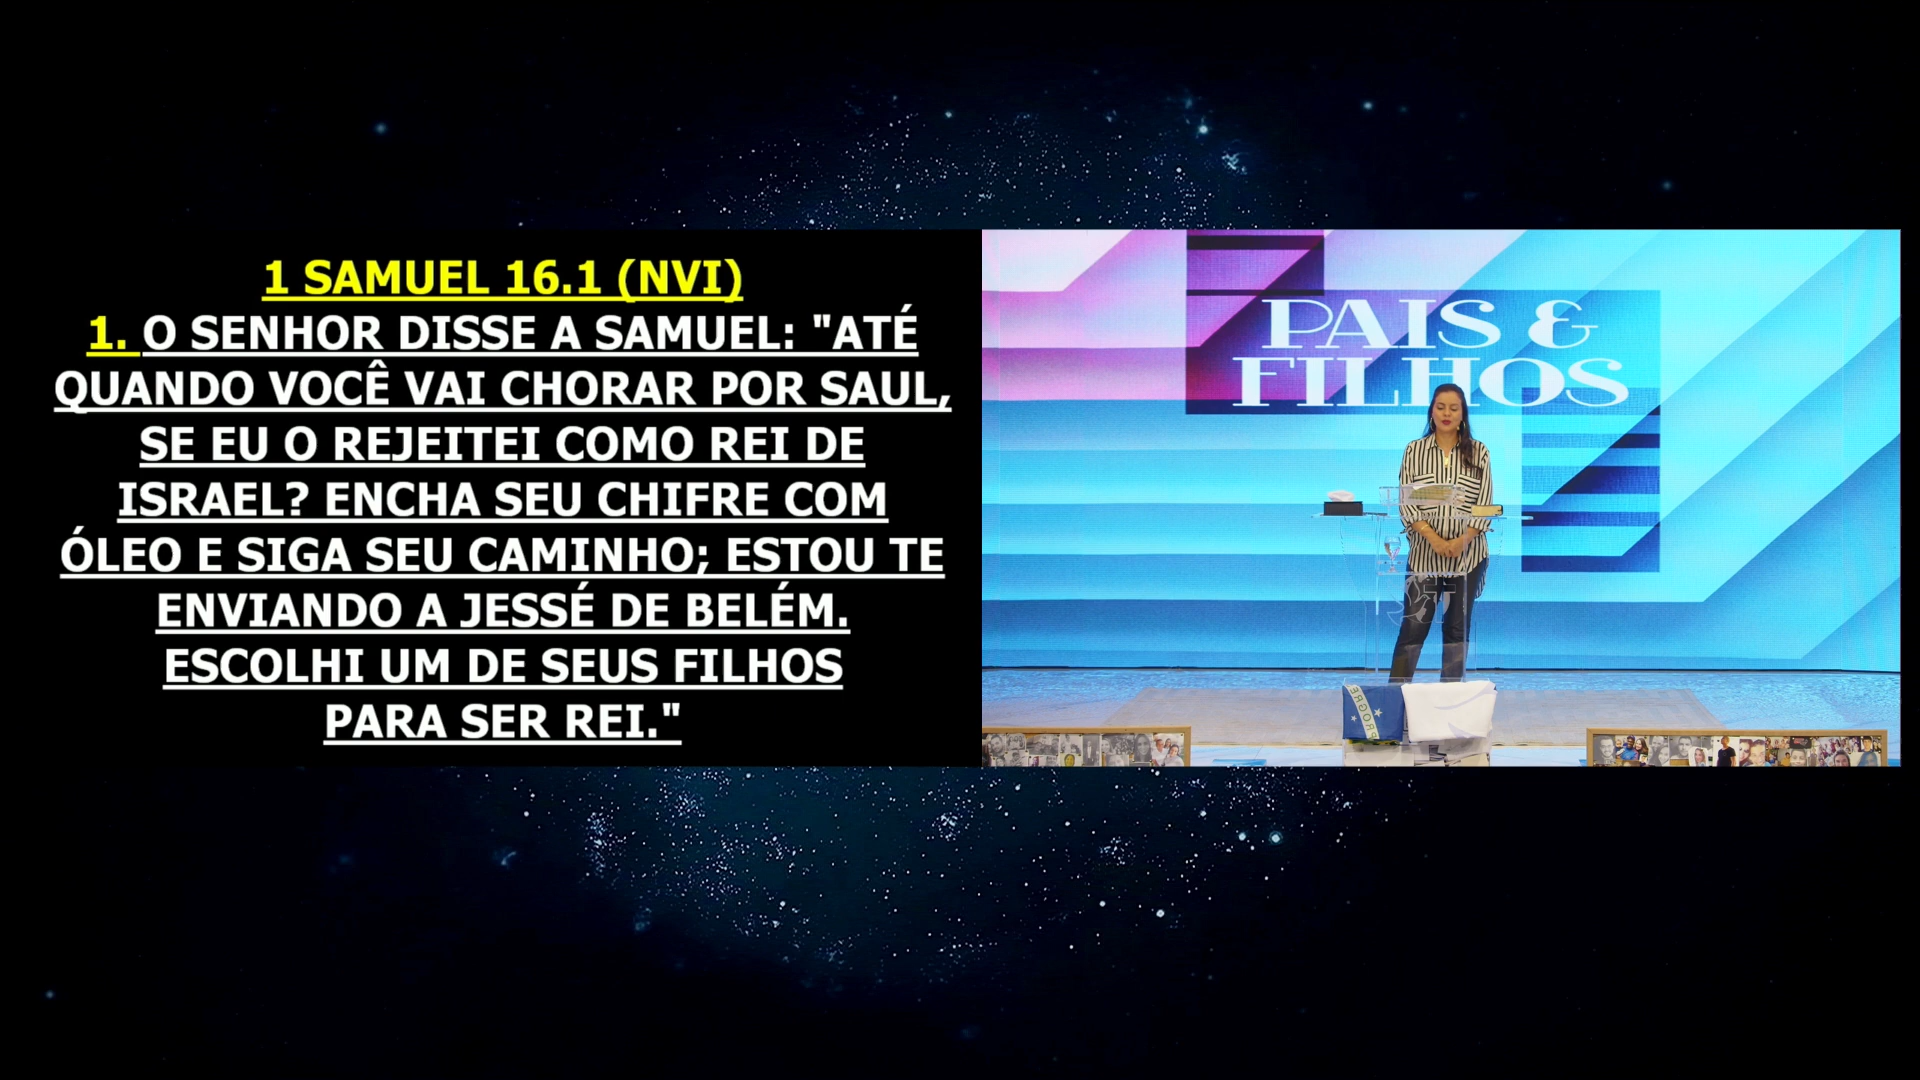 1 SAMUEL 16.1 (NVI)
1. O SENHOR DISSE A SAMUEL: "ATÉ
QUANDO VOCÊ VAI CHORAR POR SAUL,
SE EU O REJEITEI COMO REI DE
ISRAEL? ENCHA SEU CHIFRE COM
ÓLEO E SIGA SEU CAMINHO; ESTOU TE
ENVIANDO A JESSÉ DE BELÉM.
ESCOLHI UM DE SEUS FILHOS
PARA SER REI."
PAIS &
FILHOS
PROGRE